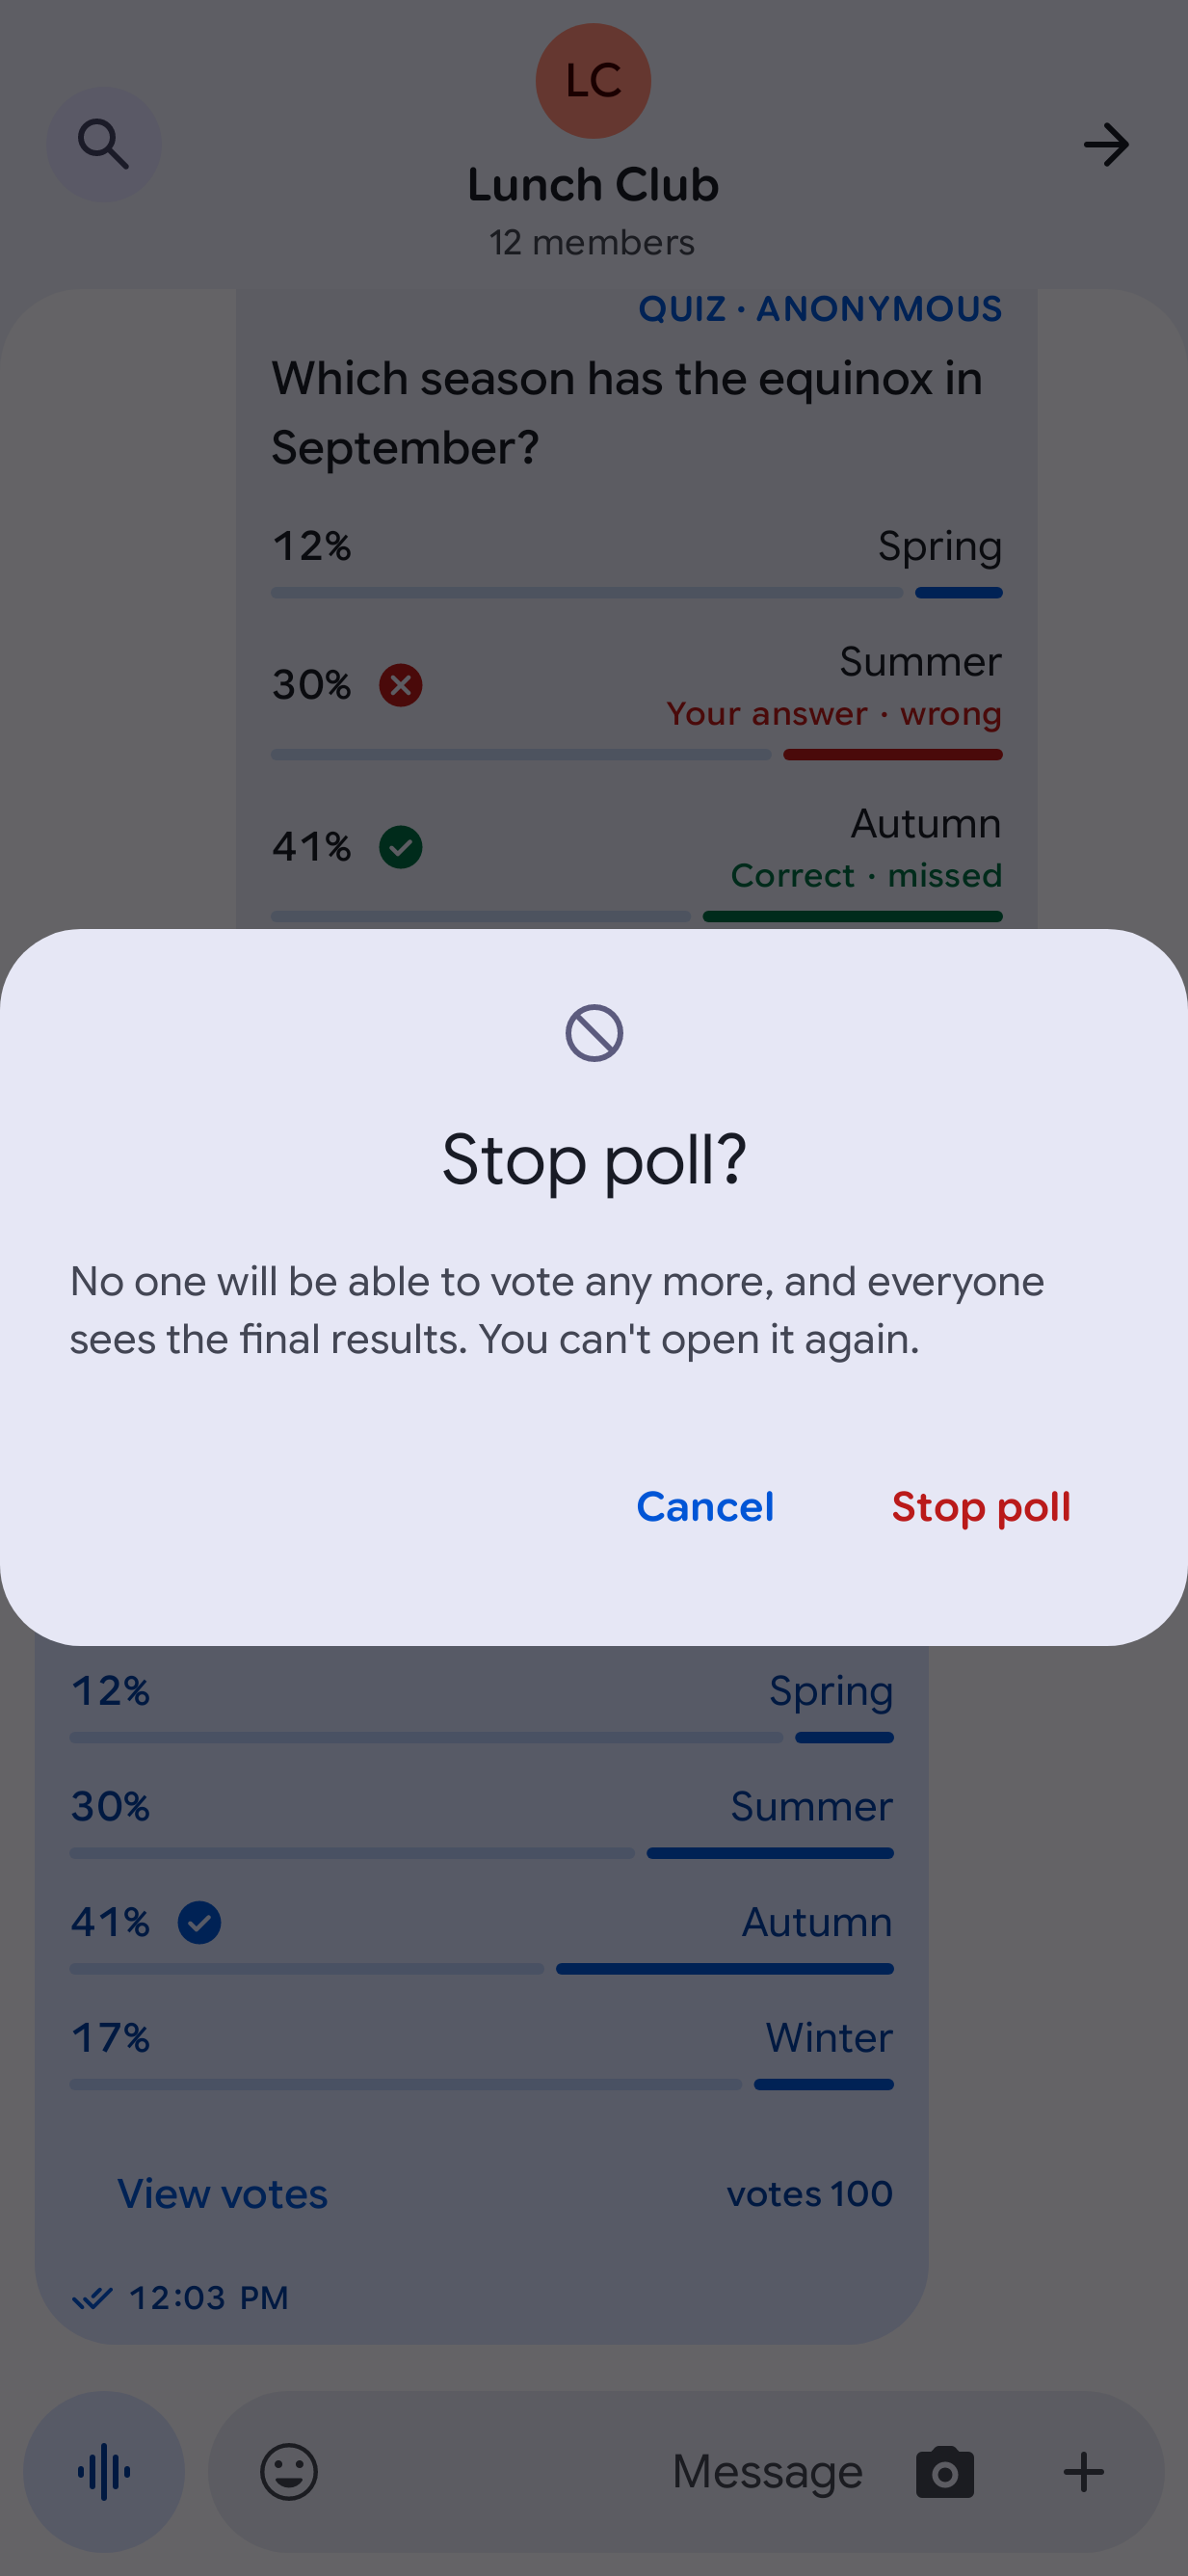 LC
Lunch Club
12 members
QUIZ · ANONYMOUS
Which season has the equinox in
September?
12% Spring
30% Summer
Your answer · wrong
41% Autumn
Correct · missed
Stop poll?
No one will be able to vote any more, and everyone
sees the final results. You can't open it again.
Cancel Stop poll
12% Spring
30% Summer
41% Autumn
17% Winter
View votes votes 100
12:03 PM
Message